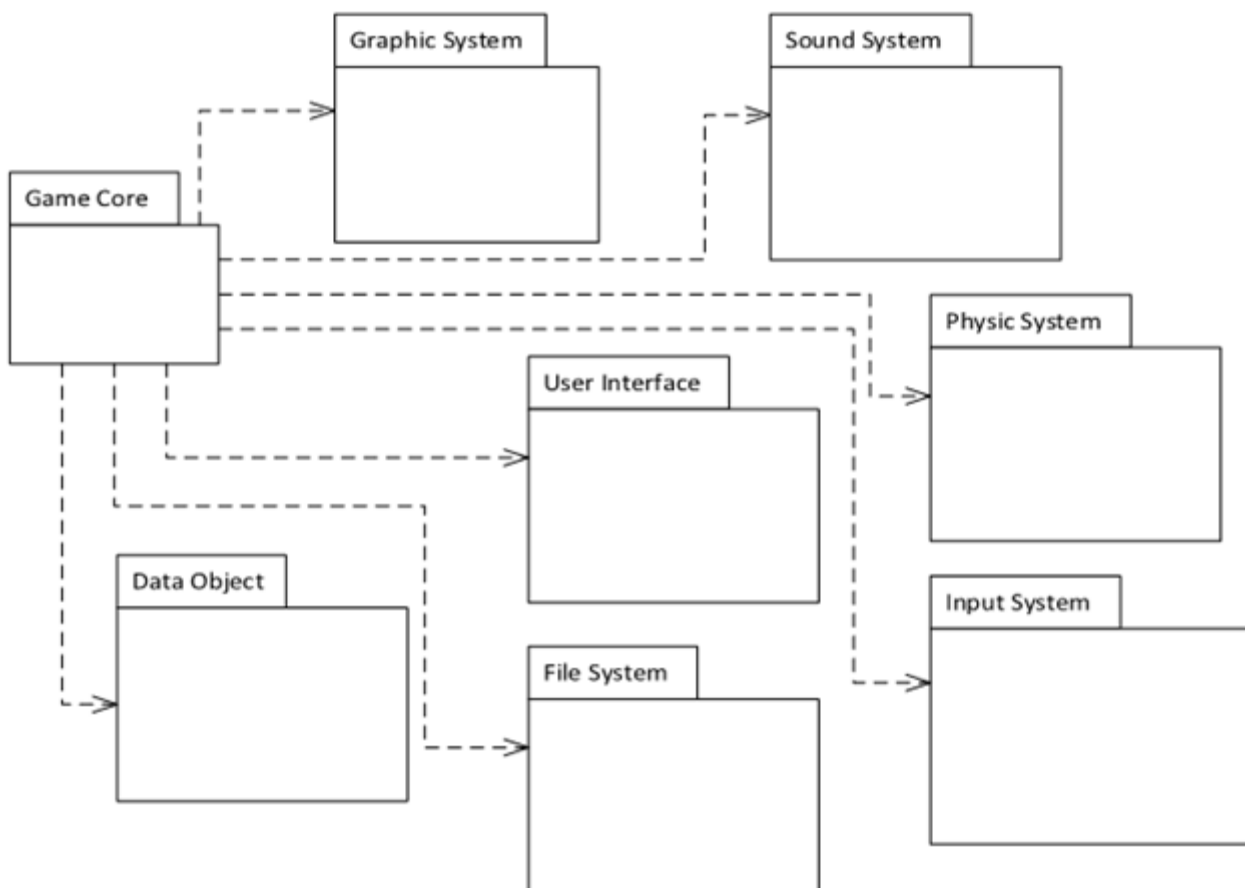 Graphic System
Sound System
Game Core
Physic System
User Interface
Data Object
Input System
File System